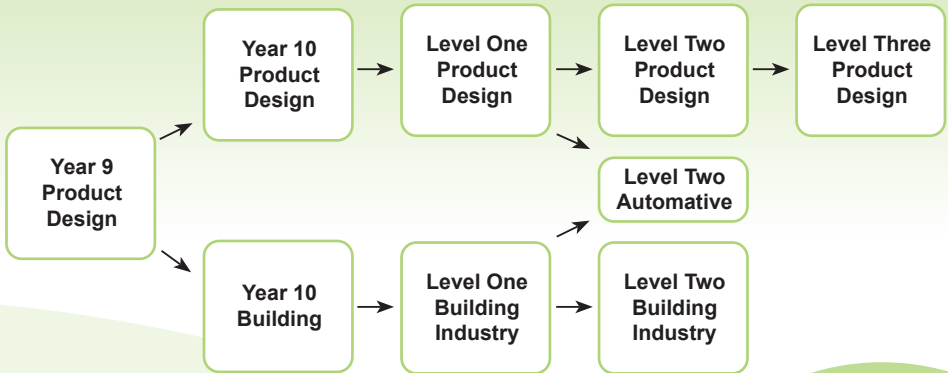 Year 10
Product
Design
Level One
Product
Design
Level Two
Product
Design
Level Three
Product
Design
Year 9
Product
Design
Level Two
Automative
Year 10
Building
Level One
Building
Industry
Level Two
Building
Industry